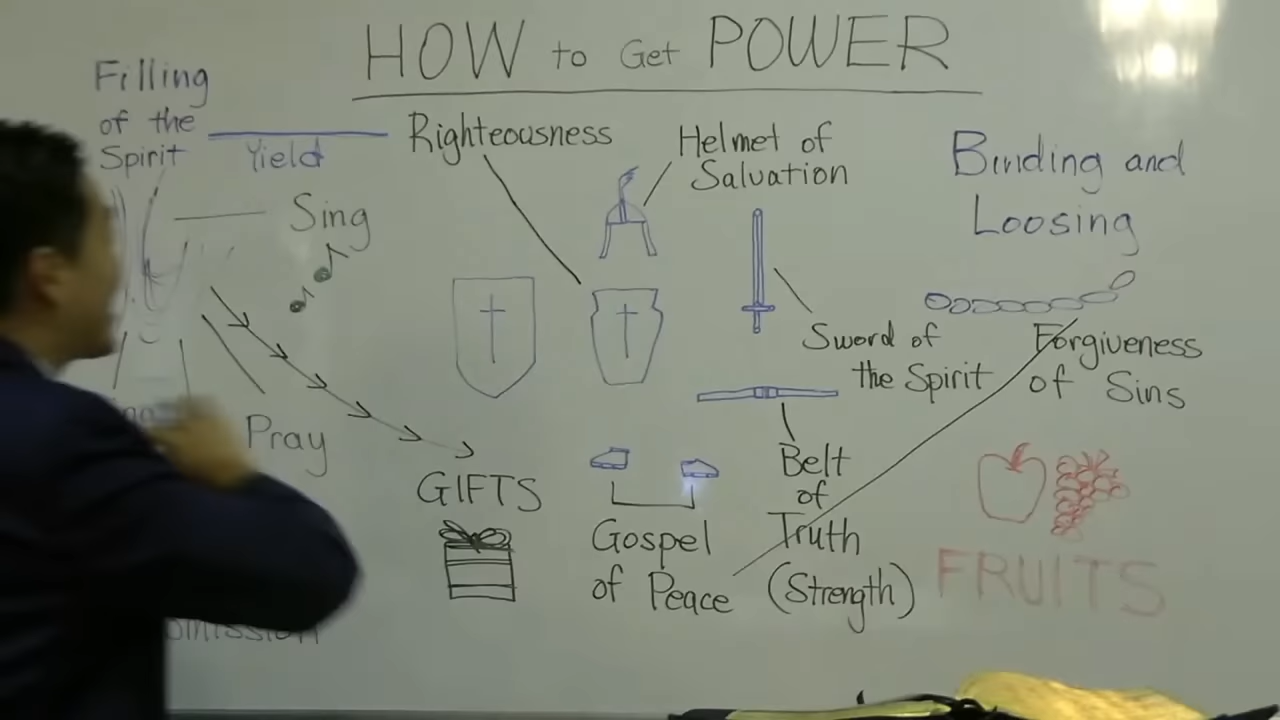 HOW to Get POWER
Filling
of the
Spirit
Yield
Sing
Pray
GIFTS
Righteousness
Helmet of
Salvation
Sword of
the Spirit
Belt
of
Truth
(Strength)
Gospel
of Peace
Binding and
Loosing
Forgiveness
of Sins
FRUITS